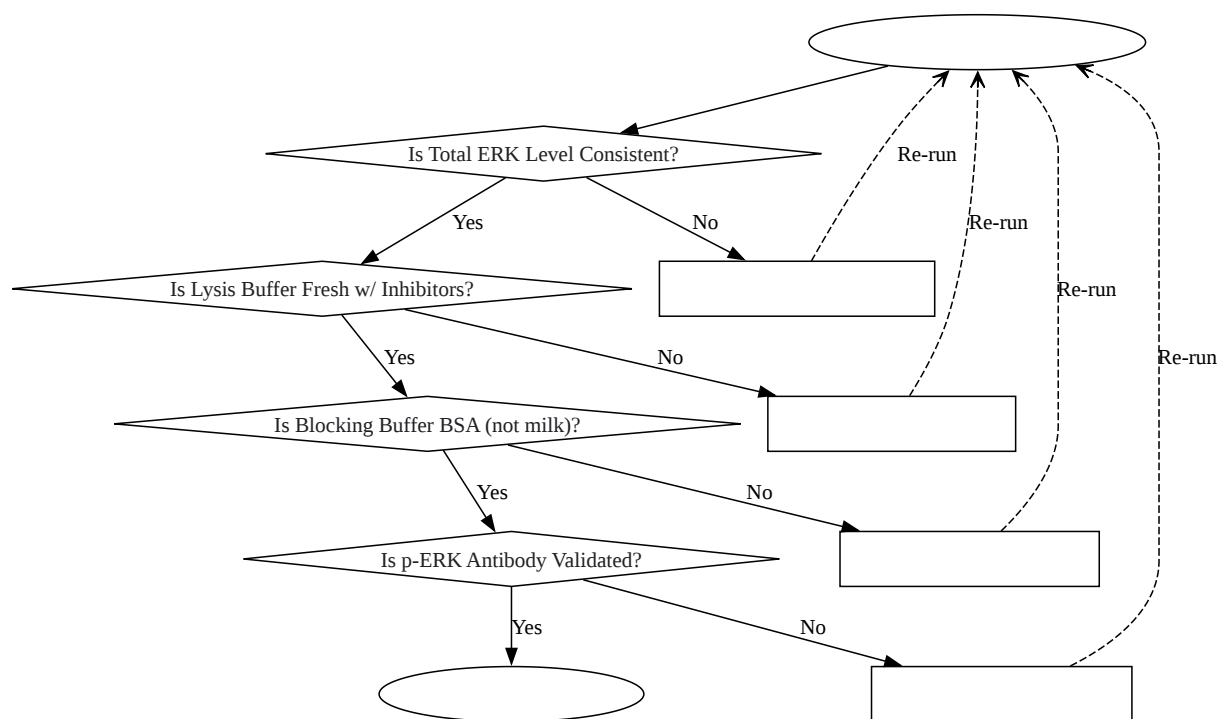 Is Total ERK Level Consistent?
Re-run
Yes
No
Re-run
Is Lysis Buffer Fresh w/ Inhibitors?
Re-run
Yes
No
Re-run
Is Blocking Buffer BSA (not milk)?
Yes
No
Is p-ERK Antibody Validated?
Yes
No